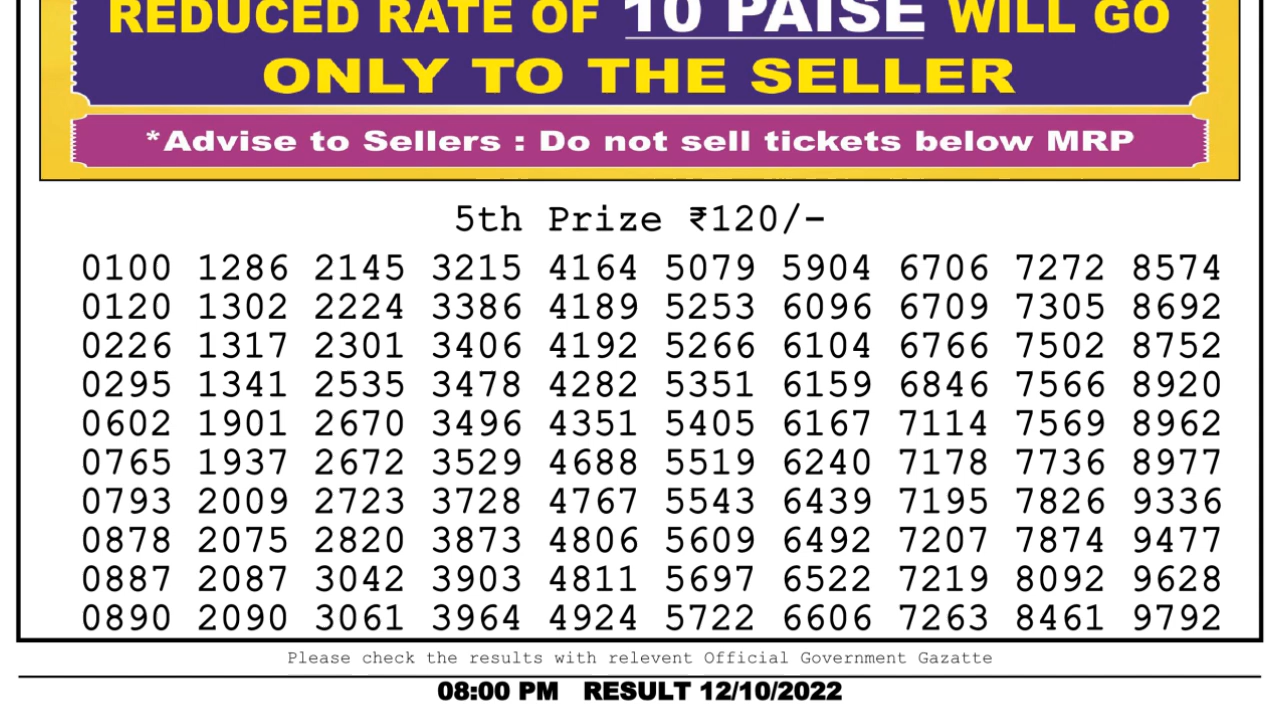 REDUCED RATE OF 10 PAISE WILL GO
ONLY TO THE SELLER
*Advise to Sellers : Do not sell tickets below MRP
5th Prize ₹120/-
0100 1286 2145 3215 4164 5079 5904 6706 7272 8574
0120 1302 2224 3386 4189 5253 6096 6709 7305 8692
0226 1317 2301 3406 4192 5266 6104 6766 7502 8752
0295 1341 2535 3478 4282 5351 6159 6846 7566 8920
0602 1901 2670 3496 4351 5405 6167 7114 7569 8962
0765 1937 2672 3529 4688 5519 6240 7178 7736 8977
0793 2009 2723 3728 4767 5543 6439 7195 7826 9336
0878 2075 2820 3873 4806 5609 6492 7207 7874 9477
0887 2087 3042 3903 4811 5697 6522 7219 8092 9628
0890 2090 3061 3964 4924 5722 6606 7263 8461 9792
Please check the results with relevent Official Government Gazatte
08:00 PM RESULT 12/10/2022